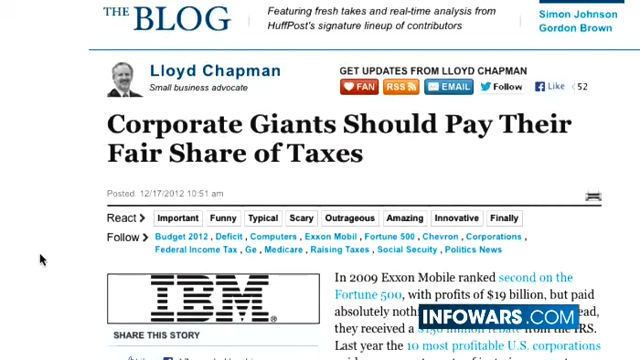 THE BLOG
Featuring fresh takes and real-time analysis from
HuffPost's signature lineup of contributors
Simon Johnson
Gordon Brown
Lloyd Chapman
Small business advocate
GET UPDATES FROM LLOYD CHAPMAN
FAN RSS EMAIL Follow Like 52
Corporate Giants Should Pay Their
Fair Share of Taxes
Posted: 12/17/2012 10:51 am
React Important Funny Typical Scary Outrageous Amazing Innovative Finally
Follow Budget 2012 , Deficit , Computers , Exxon Mobil , Fortune 500 , Chevron , Corporations ,
Federal Income Tax , Ge , Medicare , Raising Taxes , Social Secuity , Politics News
IBM
SHARE THIS STORY
In 2009 Exxon Mobile ranked second on the
Fortune 500, with profits of $19 billion, but paid
absolutely
INFOWARS.COM
they received a from the IRS.
Last year the 10 most profitable U.S. corporations